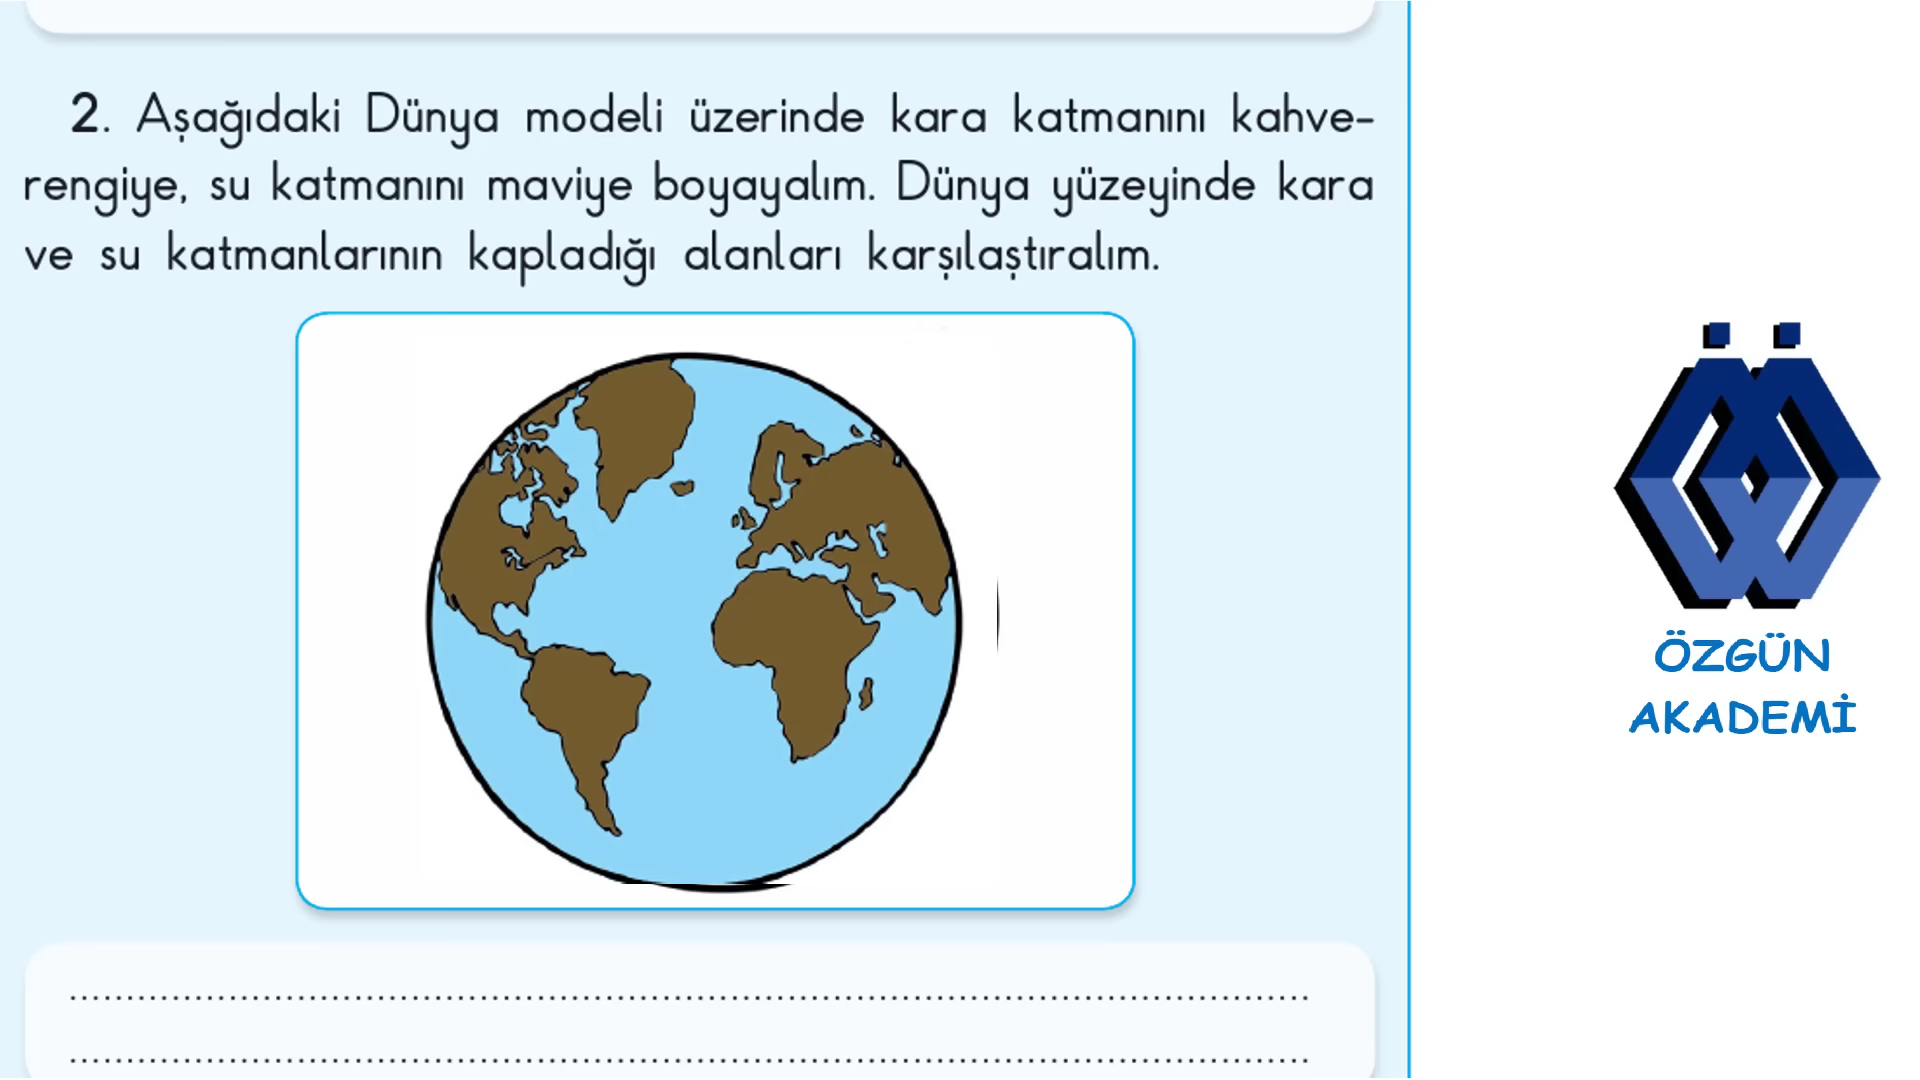 2. Aşağıdaki Dünya modeli üzerinde kara katmanını kahve-
rengiye, su katmanını maviye boyayalım. Dünya yüzeyinde kara
ve su katmanlarının kapladığı alanları karşılaştıralım.
ÖZGÜN
AKADEMİ